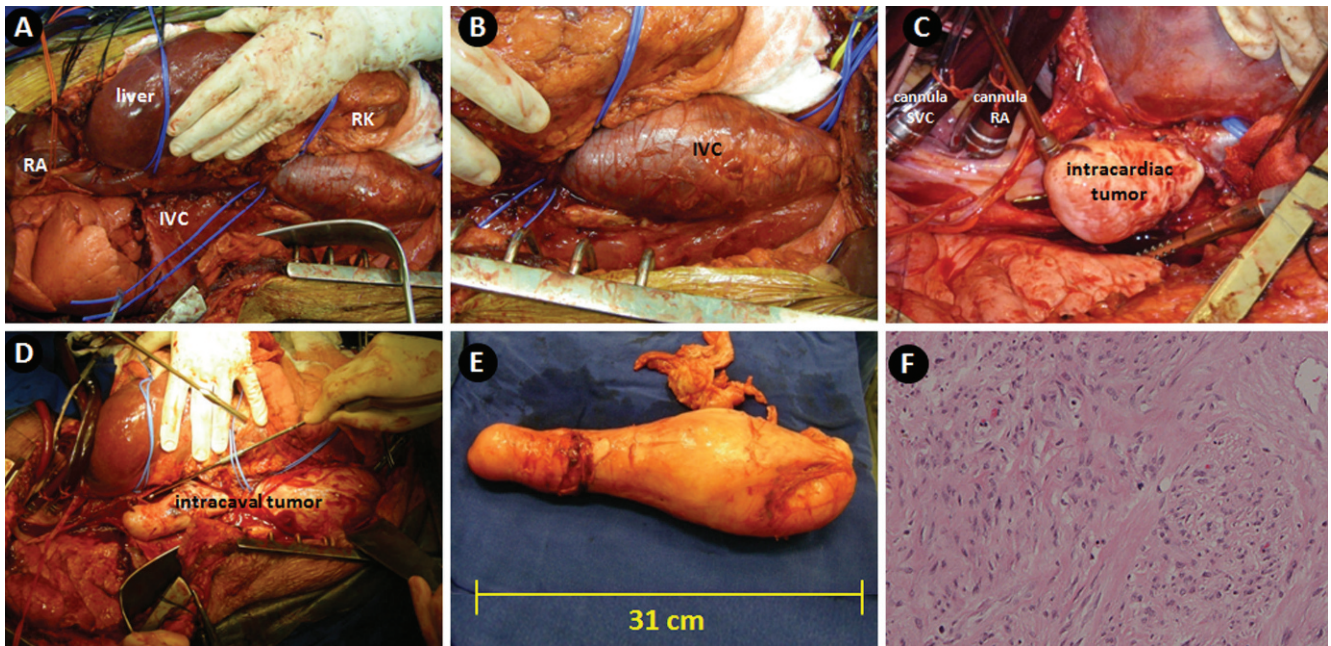 A
liver
RK
RA
IVC
B
IVC
C
cannula
SVC
cannula
RA
intracardiac
tumor
D
intracaval tumor
E
31 cm
F